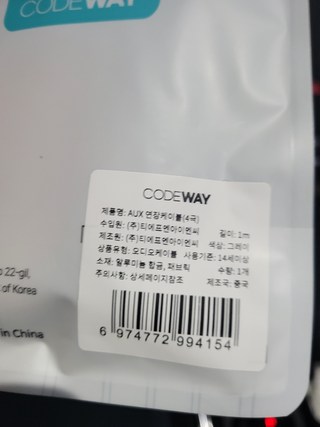 CODEWAY
CODEWAY
제품명: AUX 연장케이블(4극)
수입원: (주)티에프엔아이엔씨 길이: 1m
제조원: (주)티에프엔아이엔씨 색상: 그레이
상품유형: 오디오케이블 사용기준: 14세이상
소재: 알루미늄 합금, 패브릭 수량: 1개
주의사항: 상세페이지참조 제조국: 중국
22-gil,
of Korea
in China
6 974772 994154